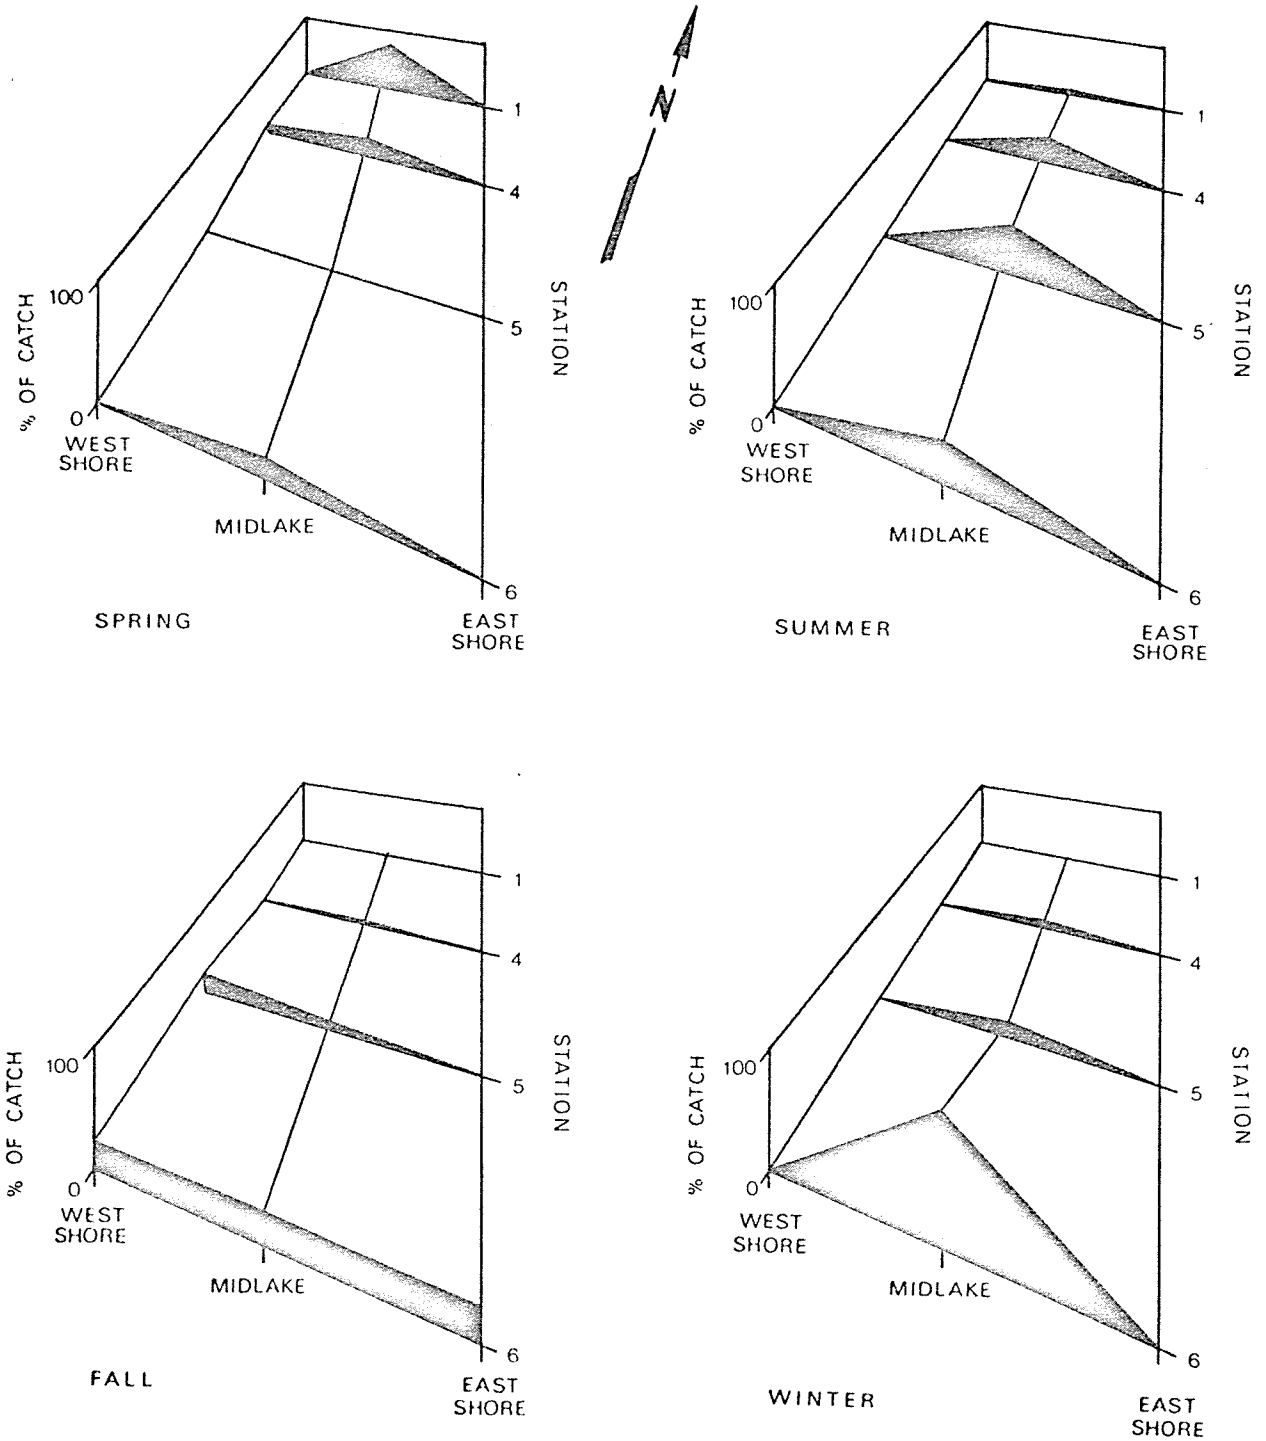 N
1
4
5
6
STATION
100
0
% OF CATCH
WEST
SHORE
MIDLAKE
EAST
SHORE
SPRING
1
4
5
6
STATION
100
0
% OF CATCH
WEST
SHORE
MIDLAKE
EAST
SHORE
SUMMER
1
4
5
6
STATION
100
0
% OF CATCH
WEST
SHORE
MIDLAKE
EAST
SHORE
FALL
1
4
5
6
STATION
100
0
% OF CATCH
WEST
SHORE
MIDLAKE
EAST
SHORE
WINTER